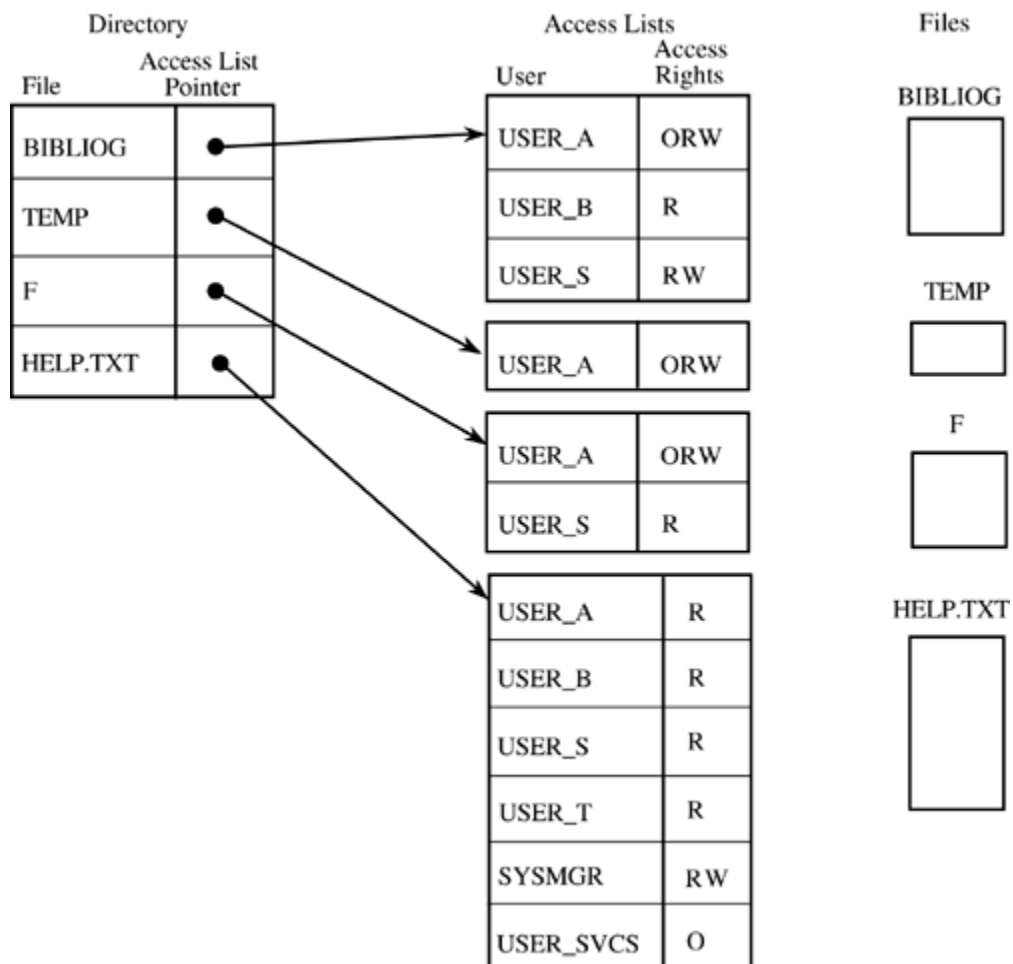 Directory
File Access List Pointer
BIBLIOG
TEMP
F
HELP.TXT
Access Lists
User Access Rights
USER_A ORW
USER_B R
USER_S RW
USER_A ORW
USER_A ORW
USER_S R
USER_A R
USER_B R
USER_S R
USER_T R
SYSMGR RW
USER_SVCS O
Files
BIBLIOG
TEMP
F
HELP.TXT